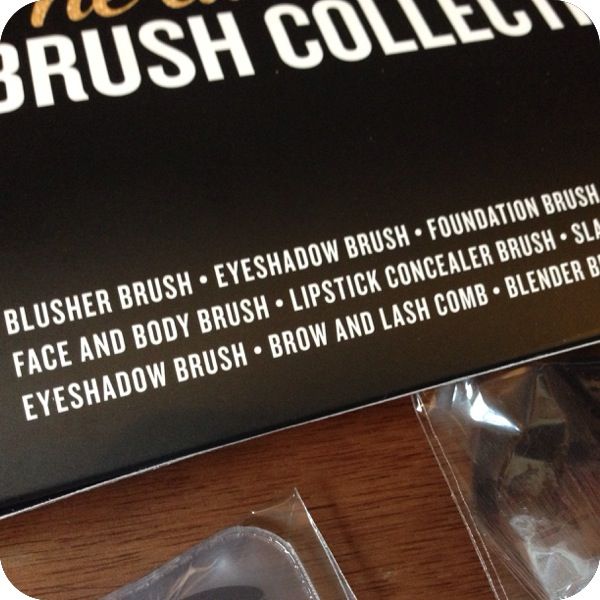 BRUSH COLLECT
BLUSHER BRUSH • EYESHADOW BRUSH • FOUNDATION BRUSH
FACE AND BODY BRUSH • LIPSTICK CONCEALER BRUSH • SLA
EYESHADOW BRUSH • BROW AND LASH COMB • BLENDER B